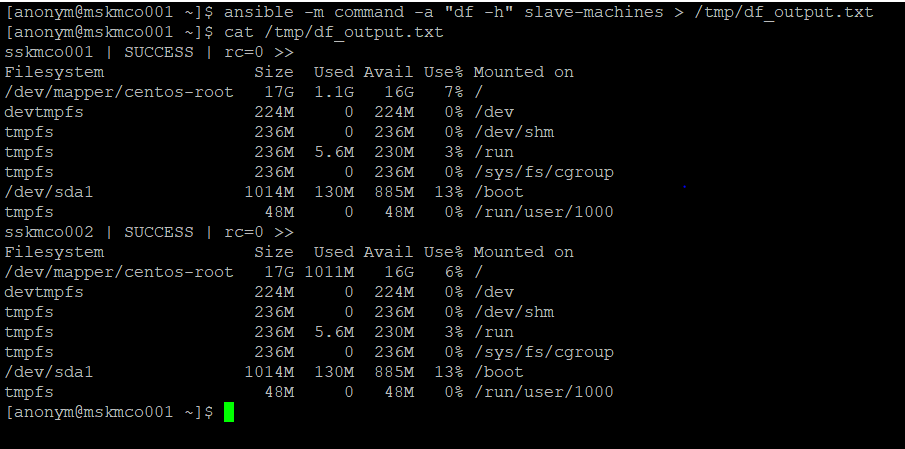 [anonym@mskmco001 ~]$ ansible -m command -a "df -h" slave-machines > /tmp/df_output.txt
[anonym@mskmco001 ~]$ cat /tmp/df_output.txt
sskmco001 | SUCCESS | rc=0 >>
Filesystem               Size  Used Avail Use% Mounted on
/dev/mapper/centos-root   17G  1.1G   16G   7% /
devtmpfs                 224M     0  224M   0% /dev
tmpfs                    236M     0  236M   0% /dev/shm
tmpfs                    236M  5.6M  230M   3% /run
tmpfs                    236M     0  236M   0% /sys/fs/cgroup
/dev/sda1               1014M  130M  885M  13% /boot
tmpfs                     48M     0   48M   0% /run/user/1000
sskmco002 | SUCCESS | rc=0 >>
Filesystem               Size  Used Avail Use% Mounted on
/dev/mapper/centos-root   17G 1011M   16G   6% /
devtmpfs                 224M     0  224M   0% /dev
tmpfs                    236M     0  236M   0% /dev/shm
tmpfs                    236M  5.6M  230M   3% /run
tmpfs                    236M     0  236M   0% /sys/fs/cgroup
/dev/sda1               1014M  130M  885M  13% /boot
tmpfs                     48M     0   48M   0% /run/user/1000
[anonym@mskmco001 ~]$